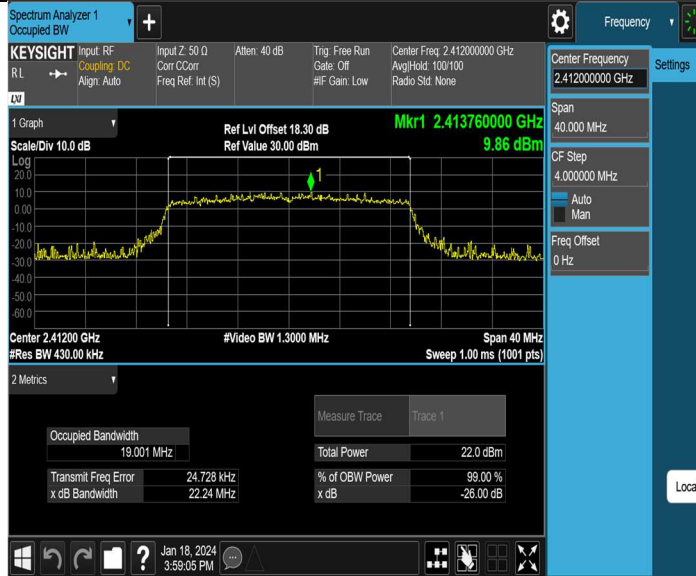 Spectrum Analyzer 1
Occupied BW
Frequency
KEYSIGHT
RL
LXI
Input: RF
Coupling: DC
Align: Auto
Input Z: 50 Ω
Corr CCorr
Freq Ref: Int (S)
Atten: 40 dB
Trig: Free Run
Gate: Off
#IF Gain: Low
Center Freq: 2.412000000 GHz
Avg|Hold: 100/100
Radio Std: None
Center Frequency
2.412000000 GHz
Settings
Span
40.000 MHz
CF Step
4.000000 MHz
Auto
Man
Freq Offset
0 Hz
1 Graph
Scale/Div 10.0 dB
Ref Lvl Offset 18.30 dB
Ref Value 30.00 dBm
Mkr1 2.413760000 GHz
9.86 dBm
Log
20.0
10.0
0.00
-10.0
-20.0
-30.0
-40.0
-50.0
-60.0
1
Center 2.41200 GHz
#Res BW 430.00 kHz
#Video BW 1.3000 MHz
Span 40 MHz
Sweep 1.00 ms (1001 pts)
2 Metrics
Measure Trace
Trace 1
Occupied Bandwidth
19.001 MHz
Total Power 22.0 dBm
Transmit Freq Error 24.728 kHz
% of OBW Power 99.00 %
x dB Bandwidth 22.24 MHz
x dB -26.00 dB
Loca
?
Jan 18, 2024
3:59:05 PM